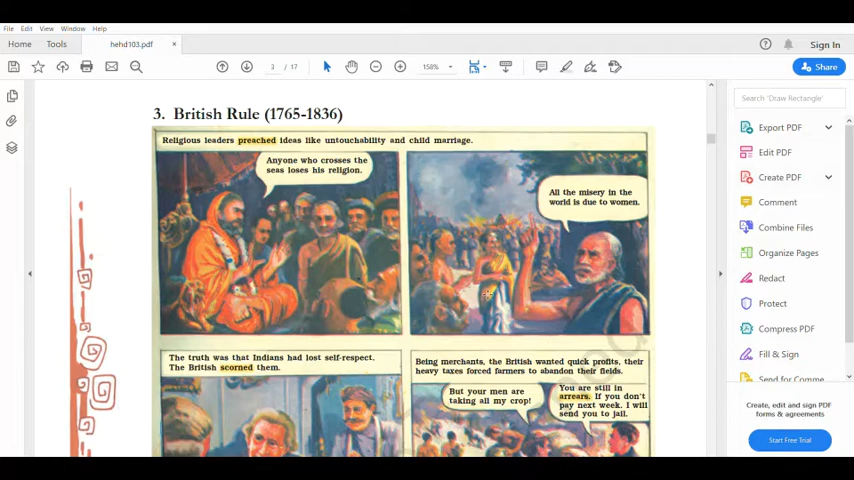 File Edit View Window Help
Home Tools hehd103.pdf × Sign In
3 / 17 158% Share
3. British Rule (1765-1836)
Religious leaders preached ideas like untouchability and child marriage.
Anyone who crosses the
seas loses his religion.
All the misery in the
world is due to women.
The truth was that Indians had lost self-respect.
The British scorned them.
Being merchants, the British wanted quick profits, their
heavy taxes forced farmers to abandon their fields.
But your men are
taking all my crop!
You are still in
arrears. If you don't
pay next week. I will
send you to jail.
Search 'Draw Rectangle'
Export PDF
Edit PDF
Create PDF
Comment
Combine Files
Organize Pages
Redact
Protect
Compress PDF
Fill & Sign
Send for Comme
Create, edit and sign PDF
forms & agreements
Start Free Trial